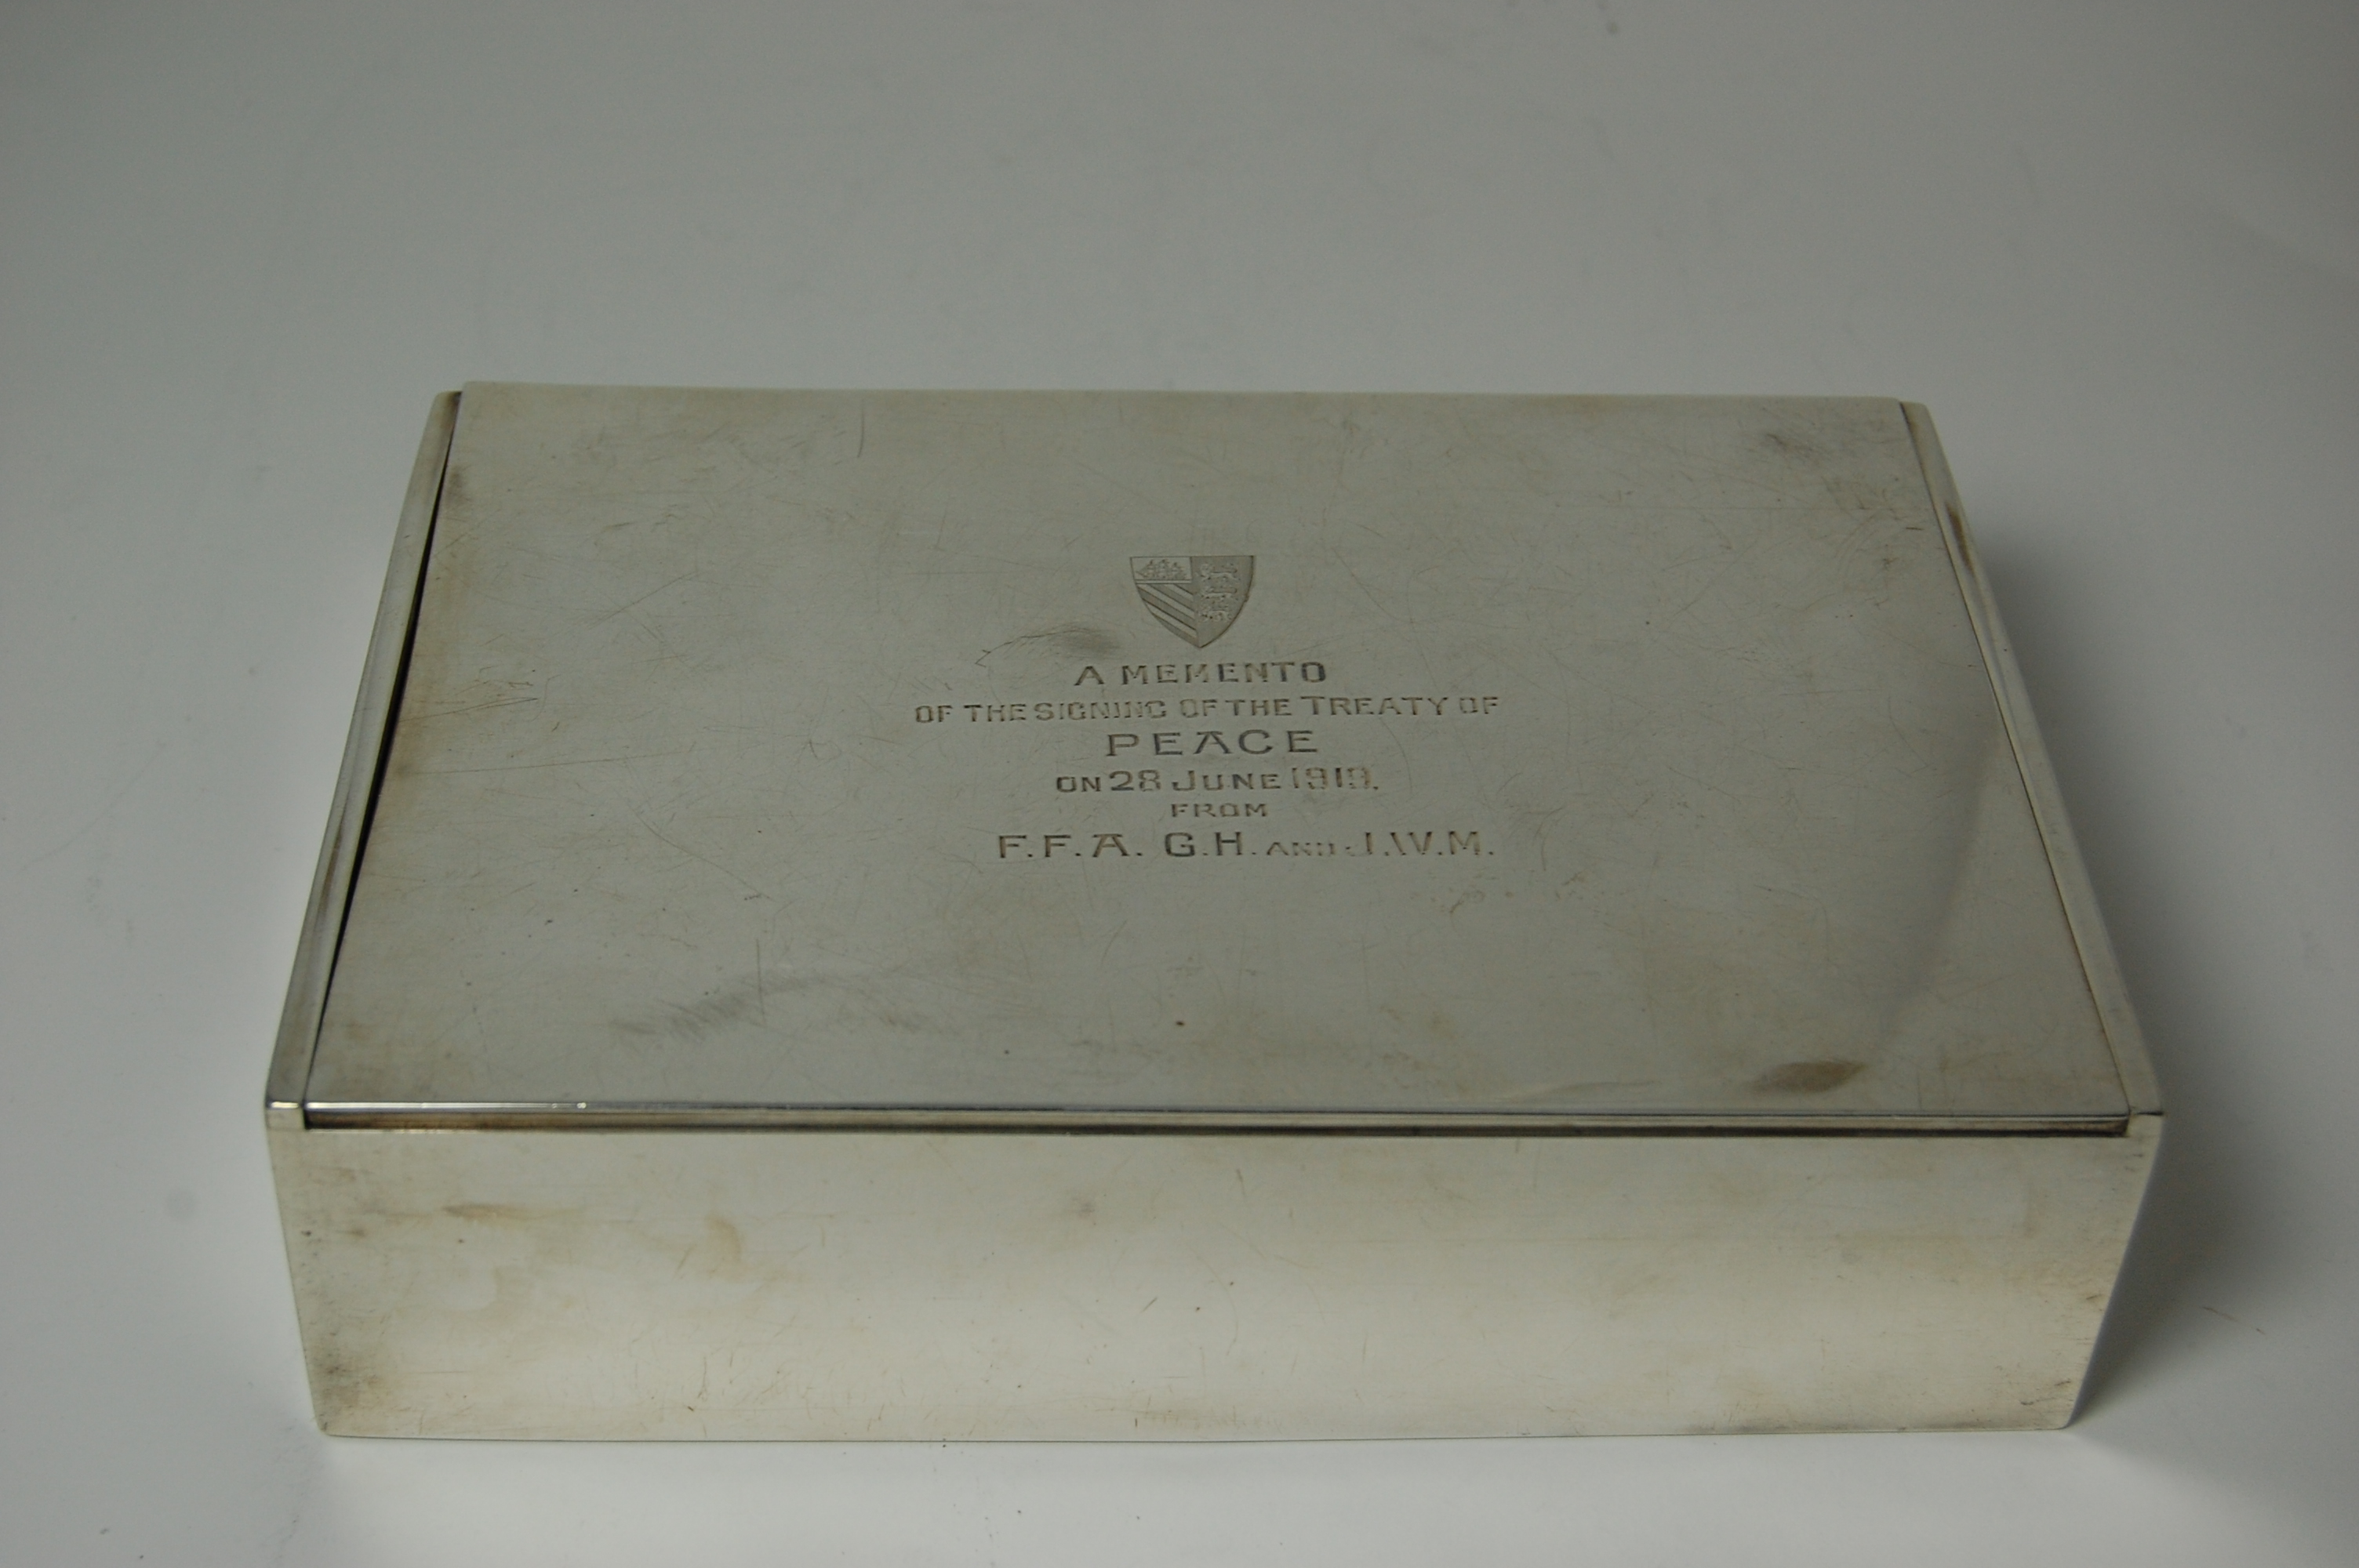 A MEMENTO
OF THE SIGNING OF THE TREATY OF
PEACE
ON 28 JUNE 1919.
FROM
F.F.A. G.H. AND J.W.M.